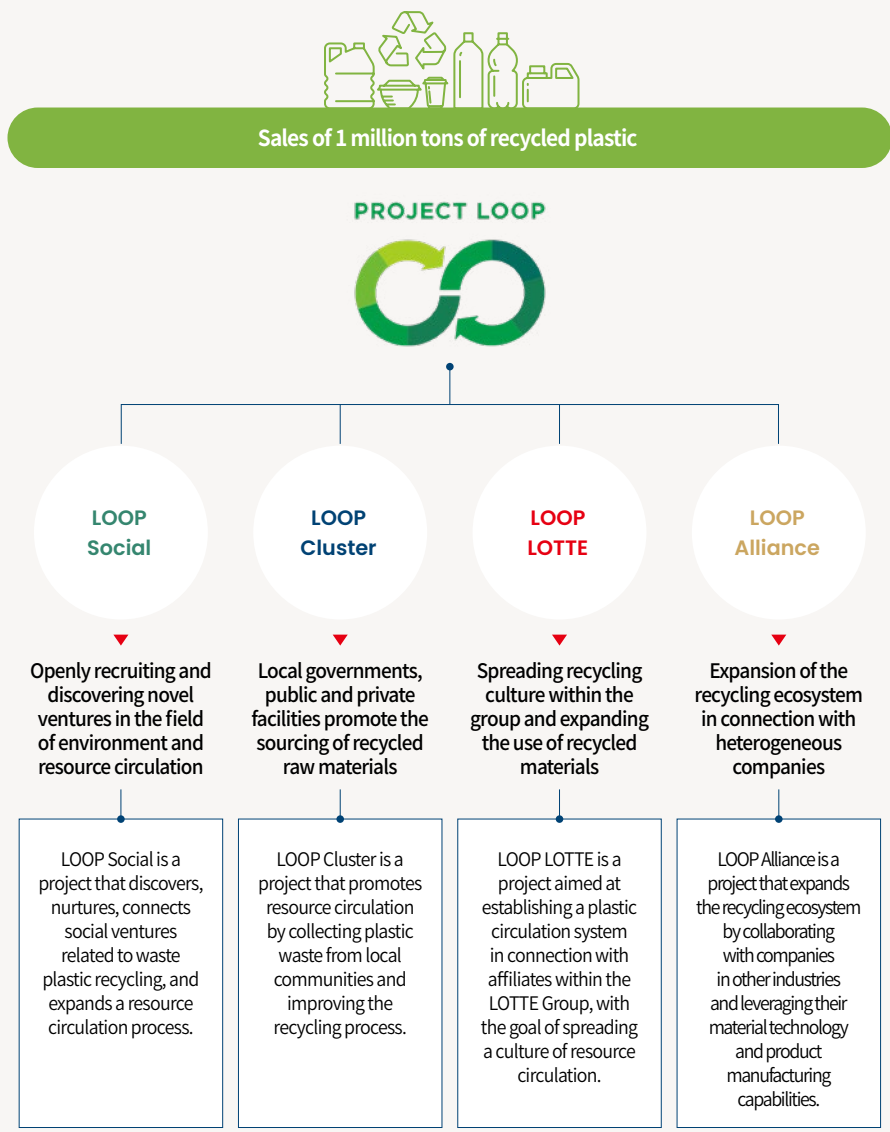 Sales of 1 million tons of recycled plastic
PROJECT LOOP
LOOP
Social
LOOP
Cluster
LOOP
LOTTE
LOOP
Alliance
Openly recruiting and
discovering novel
ventures in the field
of environment and
resource circulation
Local governments,
public and private
facilities promote the
sourcing of recycled
raw materials
Spreading recycling
culture within the
group and expanding
the use of recycled
materials
Expansion of the
recycling ecosystem
in connection with
heterogeneous
companies
LOOP Social is a
project that discovers,
nurtures, connects
social ventures
related to waste
plastic recycling, and
expands a resource
circulation process.
LOOP Cluster is a
project that promotes
resource circulation
by collecting plastic
waste from local
communities and
improving the
recycling process.
LOOP LOTTE is a
project aimed at
establishing a plastic
circulation system
in connection with
affiliates within the
LOTTE Group, with
the goal of spreading
a culture of resource
circulation.
LOOP Alliance is a
project that expands
the recycling ecosystem
by collaborating
with companies
in other industries
and leveraging their
material technology
and product
manufacturing
capabilities.